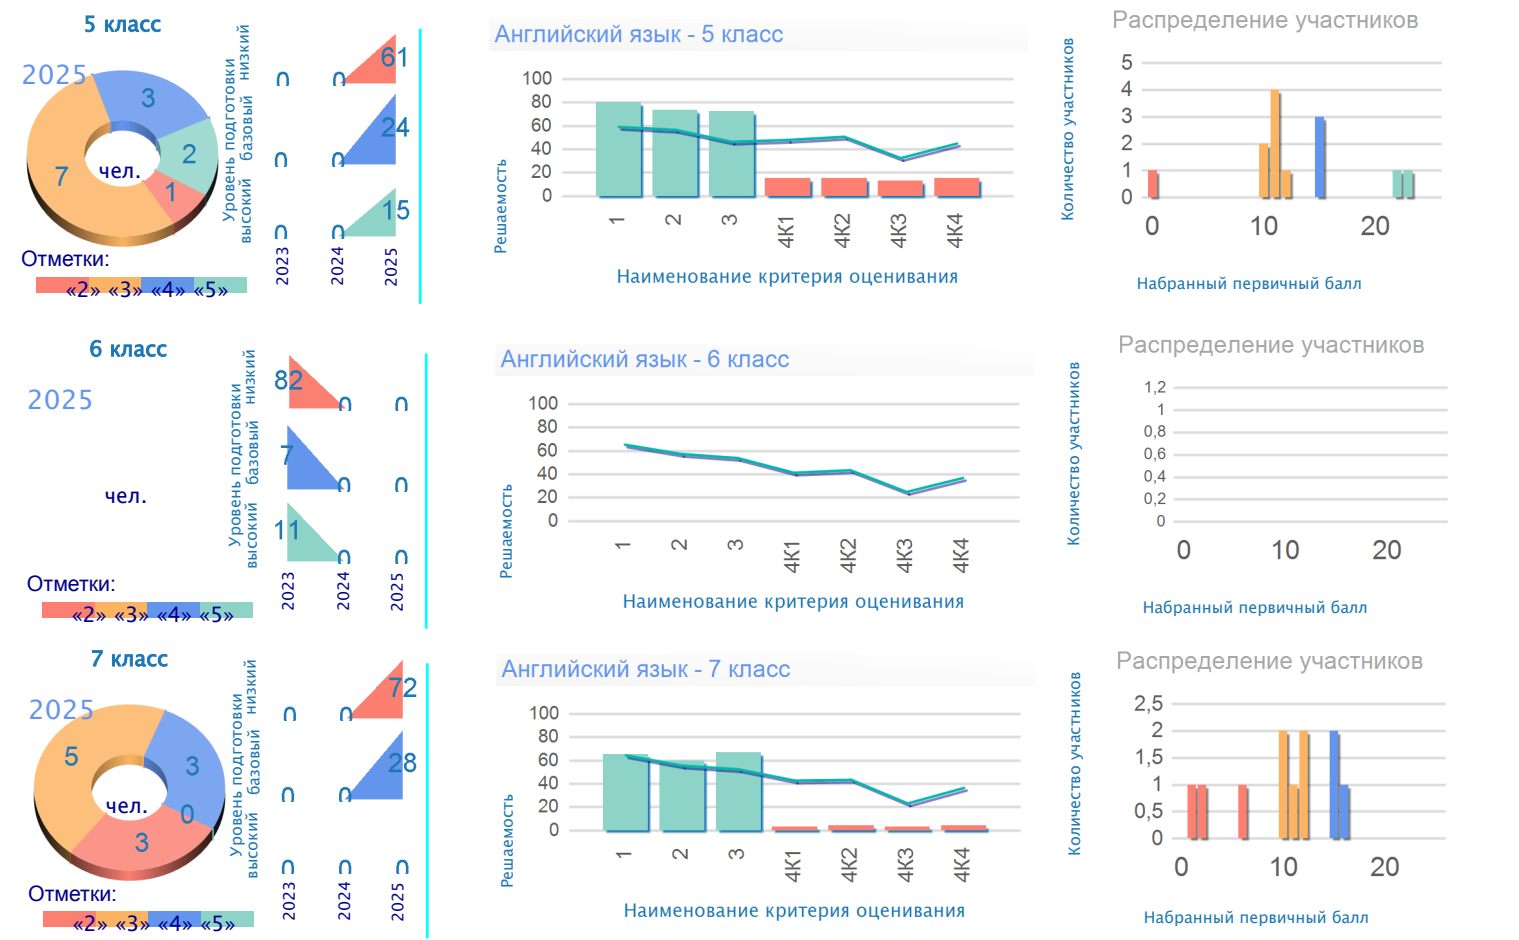 5 класс
2025
3
2
1
7
чел.
Отметки:
«2» «3» «4» «5»
Уровень подготовки
высокий базовый низкий
0 0 61
0 0 24
0 0 15
2023 2024 2025
Английский язык - 5 класс
Решаемость
100
80
60
40
20
0
1 2 3 4К1 4К2 4К3 4К4
Наименование критерия оценивания
Распределение участников
Количество участников
5
4
3
2
1
0
0 10 20
Набранный первичный балл
6 класс
2025
чел.
Отметки:
«2» «3» «4» «5»
Уровень подготовки
высокий базовый низкий
82 0 0
7 0 0
11 0 0
2023 2024 2025
Английский язык - 6 класс
Решаемость
100
80
60
40
20
0
1 2 3 4К1 4К2 4К3 4К4
Наименование критерия оценивания
Распределение участников
Количество участников
1,2
1
0,8
0,6
0,4
0,2
0
0 10 20
Набранный первичный балл
7 класс
2025
5
3
0
3
чел.
Отметки:
«2» «3» «4» «5»
Уровень подготовки
высокий базовый низкий
0 0 72
0 0 28
0 0 0
2023 2024 2025
Английский язык - 7 класс
Решаемость
100
80
60
40
20
0
1 2 3 4К1 4К2 4К3 4К4
Наименование критерия оценивания
Распределение участников
Количество участников
2,5
2
1,5
1
0,5
0
0 10 20
Набранный первичный балл